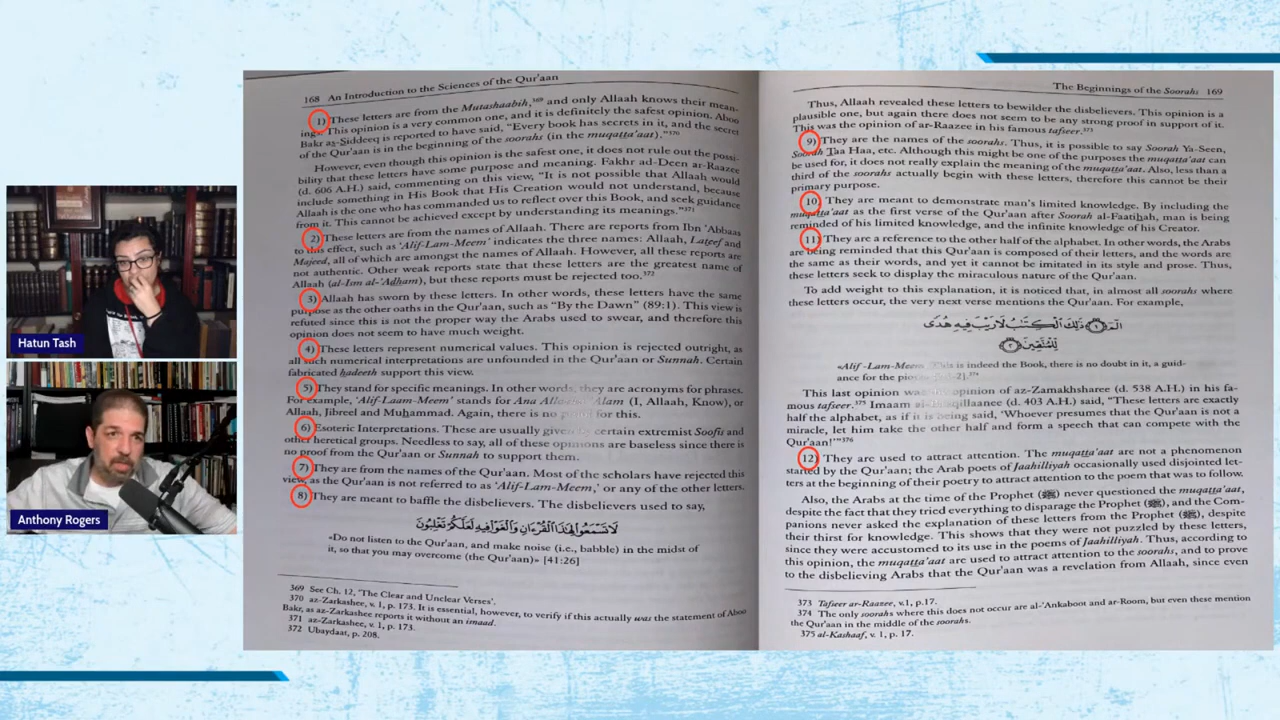 168 An Introduction to the Sciences of the Qur'aan
1) These letters are from the Mutashaabih,369 and only Allaah knows their mean-
ings. This opinion is a very common one, and it is definitely the safest opinion. Aboo
Bakr as-Siddeeq is reported to have said, "Every book has secrets in it, and the secret
of the Qur'aan is in the beginning of the soorahs (in the muqatta'aat)."370
However, even though this opinion is the safest one, it does not rule out the possi-
bility that these letters have some purpose and meaning. Fakhr ad-Deen ar-Raazee
(d. 606 A.H.) said, commenting on this view, "It is not possible that Allaah would
include something in His Book that His Creation would not understand, because
Allaah is the one who has commanded us to reflect over this Book, and seek guidance
from it. This cannot be achieved except by understanding its meanings."371
2) These letters are from the names of Allaah. There are reports from Ibn 'Abbaas
to this effect, such as 'Alif-Lam-Meem' indicates the three names: Allaah, Lateef and
Majeed, all of which are amongst the names of Allaah. However, all these reports are
not authentic. Other weak reports state that these letters are the greatest name of
Allaah (al-Ism al-'Adham), but these reports must be rejected too.372
3) Allaah has sworn by these letters. In other words, these letters have the same
purpose as the other oaths in the Qur'aan, such as "By the Dawn" (89:1). This view is
refuted since this is not the proper way the Arabs used to swear, and therefore this
opinion does not seem to have much weight.
4) These letters represent numerical values. This opinion is rejected outright, as
all such numerical interpretations are unfounded in the Qur'aan or Sunnah. Certain
fabricated hadeeth support this view.
5) They stand for specific meanings. In other words, they are acronyms for phrases.
For example, 'Alif-Laam-Meem' stands for Ana Allaahu 'Alam (I, Allaah, Know), or
Allaah, Jibreel and Muhammad. Again, there is no proof for this.
6) Esoteric Interpretations. These are usually given by certain extremist Soofis and
other heretical groups. Needless to say, all of these opinions are baseless since there is
no proof from the Qur'aan or Sunnah to support them.
7) They are from the names of the Qur'aan. Most of the scholars have rejected this
view, as the Qur'aan is not referred to as 'Alif-Lam-Meem,' or any of the other letters.
8) They are meant to baffle the disbelievers. The disbelievers used to say,
لَا تَسْمَعُوا لِهَٰذَا الْقُرْآنِ وَالْغَوْا فِيهِ لَعَلَّكُمْ تَغْلِبُونَ
«Do not listen to the Qur'aan, and make noise (i.e., babble) in the midst of
it, so that you may overcome (the Qur'aan)» [41:26]
369 See Ch. 12, 'The Clear and Unclear Verses'.
370 az-Zarkashee, v. 1, p. 173. It is essential, however, to verify if this actually was the statement of Aboo
Bakr, as az-Zarkashee reports it without an isnaad.
371 az-Zarkashee, v. 1, p. 173.
372 Ubaydaat, p. 208.
The Beginnings of the Soorahs 169
Thus, Allaah revealed these letters to bewilder the disbelievers. This opinion is a
plausible one, but again there does not seem to be any strong proof in support of it.
This was the opinion of ar-Raazee in his famous tafseer.373
9) They are the names of the soorahs. Thus, it is possible to say Soorah Ya-Seen,
Soorah Taa Haa, etc. Although this might be one of the purposes the muqatta'aat can
be used for, it does not really explain the meaning of the muqatta'aat. Also, less than a
third of the soorahs actually begin with these letters, therefore this cannot be their
primary purpose.
10) They are meant to demonstrate man's limited knowledge. By including the
muqatta'aat as the first verse of the Qur'aan after Soorah al-Faatihah, man is being
reminded of his limited knowledge, and the infinite knowledge of his Creator.
11) They are a reference to the other half of the alphabet. In other words, the Arabs
are being reminded that this Qur'aan is composed of their letters, and the words are
the same as their words, and yet it cannot be imitated in its style and prose. Thus,
these letters seek to display the miraculous nature of the Qur'aan.
To add weight to this explanation, it is noticed that, in almost all soorahs where
these letters occur, the very next verse mentions the Qur'aan. For example,
الٓمٓ ۝١ ذَٰلِكَ الْكِتَٰبُ لَا رَيْبَ فِيهِ هُدًى
لِّلْمُتَّقِينَ ۝٢
«Alif-Lam-Meem. This is indeed the Book, there is no doubt in it, a guid-
ance for the pious 374
This last opinion was opinion of az-Zamakhsharee (d. 538 A.H.) in his fa-
mous tafseer.375 Imaam al-Baaqillaanee (d. 403 A.H.) said, "These letters are exactly
half the alphabet, as if it is being said, 'Whoever presumes that the Qur'aan is not a
miracle, let him take the other half and form a speech that can compete with the
Qur'aan!'"376
12) They are used to attract attention. The muqatta'aat are not a phenomenon
started by the Qur'aan; the Arab poets of Jaahilliyah occasionally used disjointed let-
ters at the beginning of their poetry to attract attention to the poem that was to follow.
Also, the Arabs at the time of the Prophet (ﷺ) never questioned the muqatta'aat,
despite the fact that they tried everything to disparage the Prophet (ﷺ), and the Com-
panions never asked the explanation of these letters from the Prophet (ﷺ), despite
their thirst for knowledge. This shows that they were not puzzled by these letters,
since they were accustomed to its use in the poems of Jaahilliyah. Thus, according to
this opinion, the muqatta'aat are used to attract attention to the soorahs, and to prove
to the disbelieving Arabs that the Qur'aan was a revelation from Allaah, since even
373 Tafseer ar-Raazee, v.1, p.17.
374 The only soorahs where this does not occur are al-'Ankaboot and ar-Room, but even these mention
the Qur'aan in the middle of the soorahs.
375 al-Kashaaf, v. 1, p. 17.
Hatun Tash
Anthony Rogers